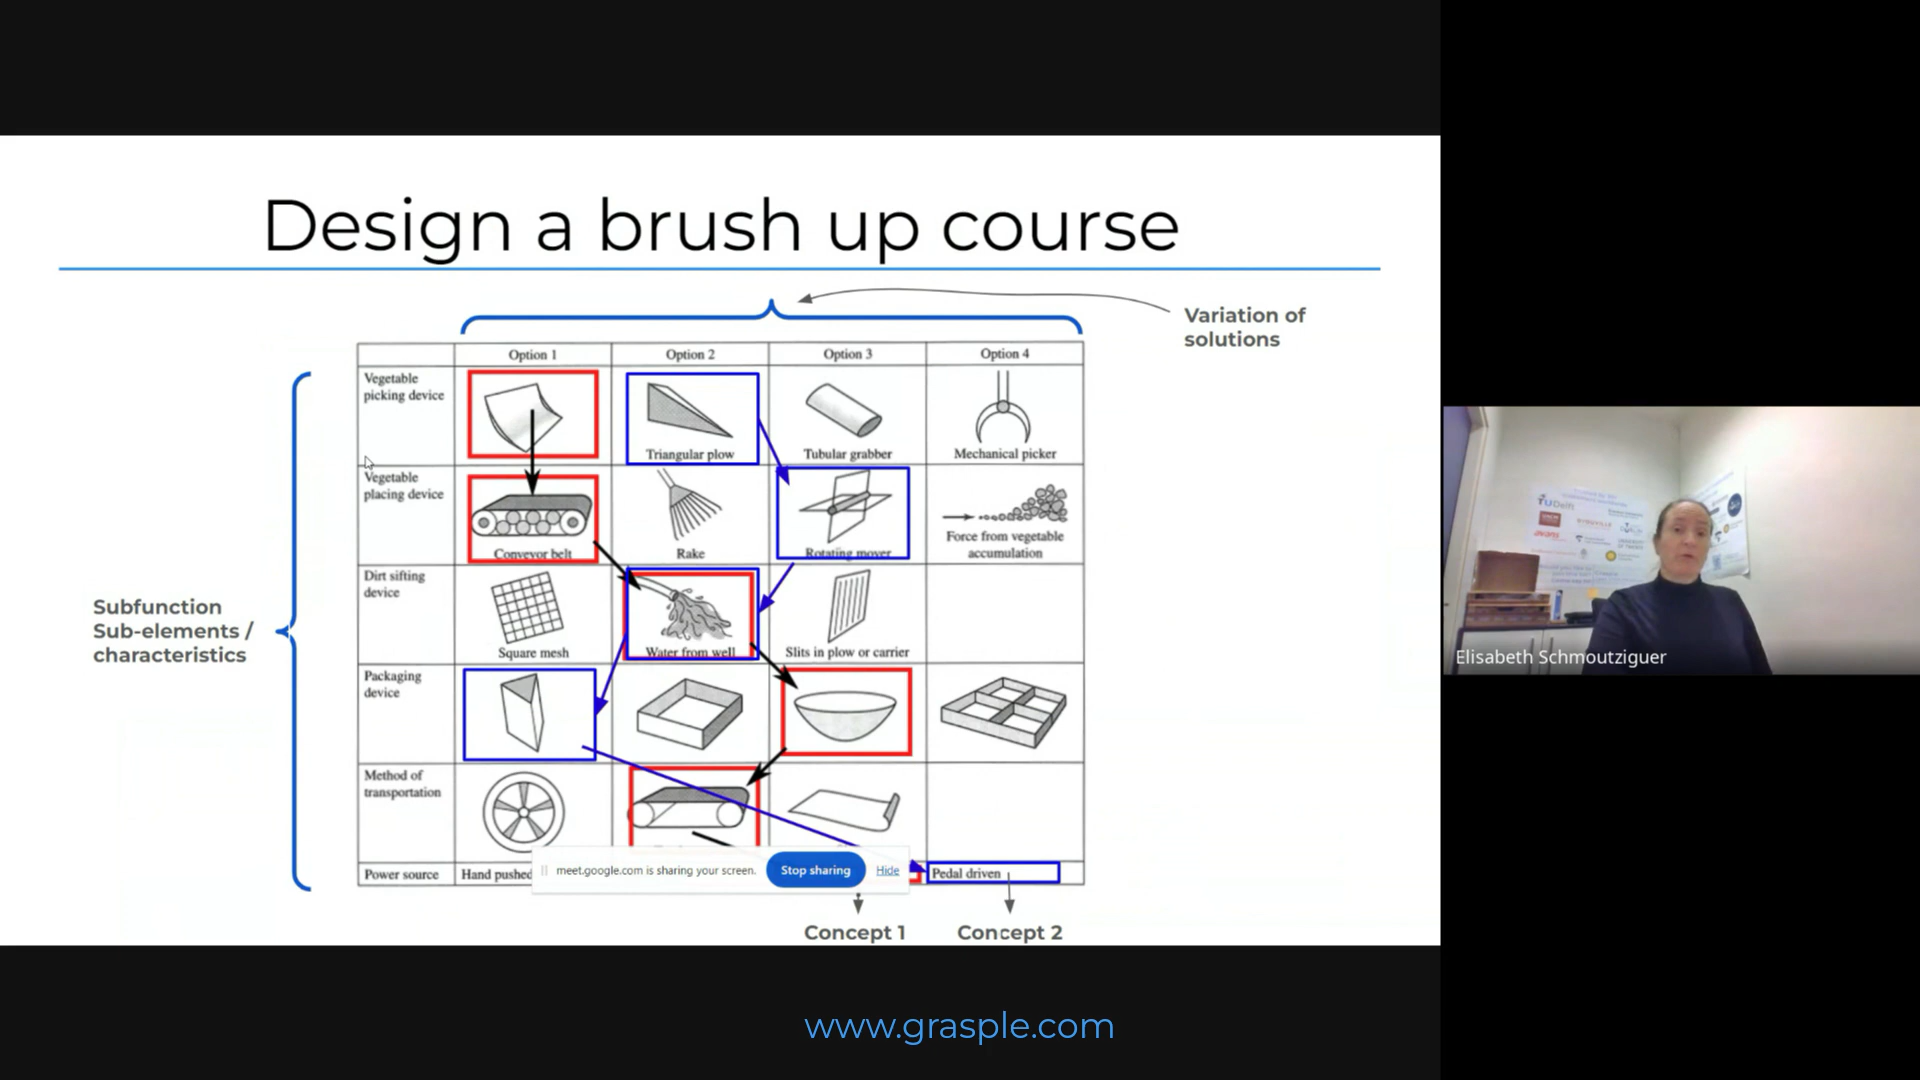 Design a brush up course
Variation of
solutions
Option 1
Option 2
Option 3
Option 4
Vegetable
picking device
Triangular plow
Tubular grabber
Mechanical picker
Vegetable
placing device
Conveyor belt
Rake
Rotating mover
Force from vegetable
accumulation
Dirt sifting
device
Square mesh
Water from well
Slits in plow or carrier
Subfunction
Sub-elements /
characteristics
Packaging
device
Method of
transportation
Power source
Hand pushed
meet.google.com is sharing your screen.
Stop sharing
Hide
Pedal driven
Concept 1
Concept 2
TU Delft
Elisabeth Schmoutziguer
www.grasple.com